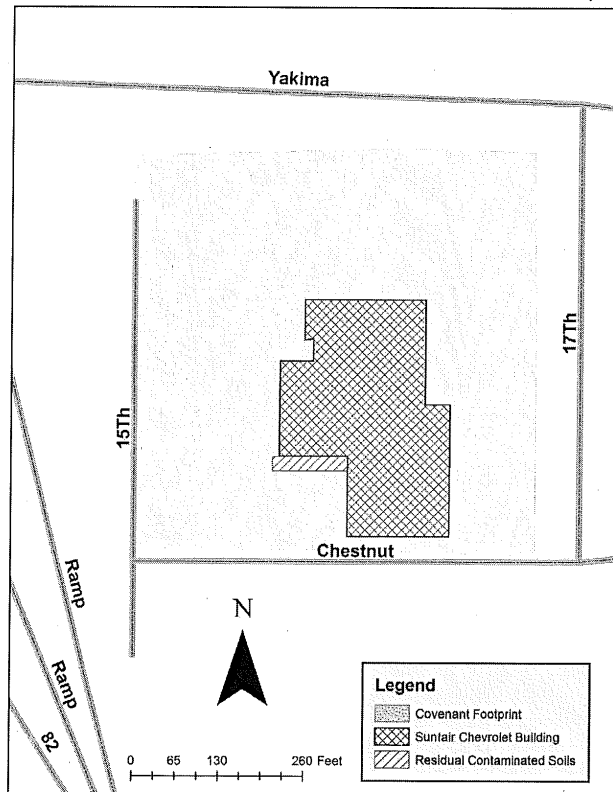 Yakima
15Th
17Th
Chestnut
Ramp
Ramp
82
N
0 65 130 260 Feet
Legend
Covenant Footprint
Suntair Chevrolet Building
Residual Contaminated Soils